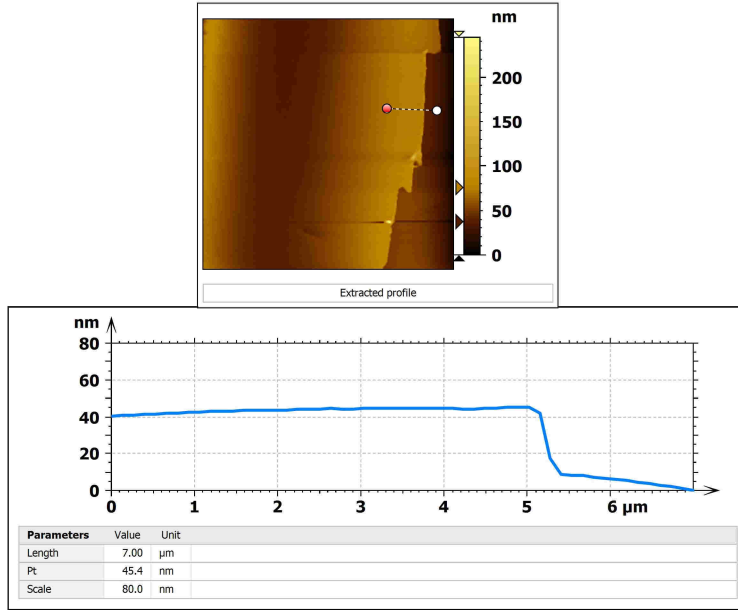 nm
200
150
100
50
0
Extracted profile
nm
80
60
40
20
0
0 1 2 3 4 5 6 µm
Parameters Value Unit
Length 7.00 µm
Pt 45.4 nm
Scale 80.0 nm